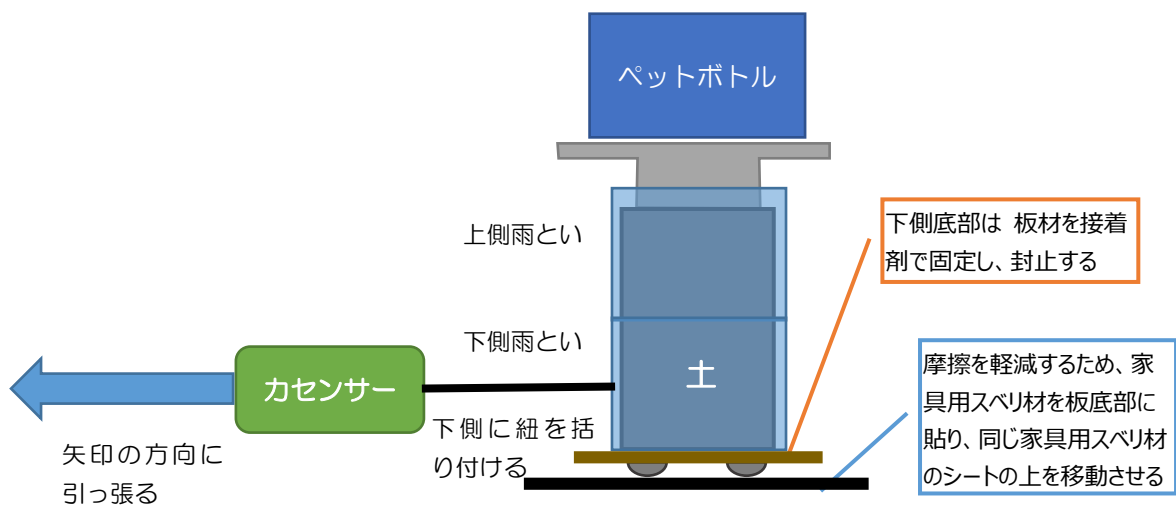 ペットボトル
上側雨とい
下側底部は 板材を接着
剤で固定し、封止する
下側雨とい
土
力センサー
摩擦を軽減するため、家
具用スベリ材を板底部に
貼り、同じ家具用スベリ材
のシートの上を移動させる
下側に紐を括
り付ける
矢印の方向に
引っ張る